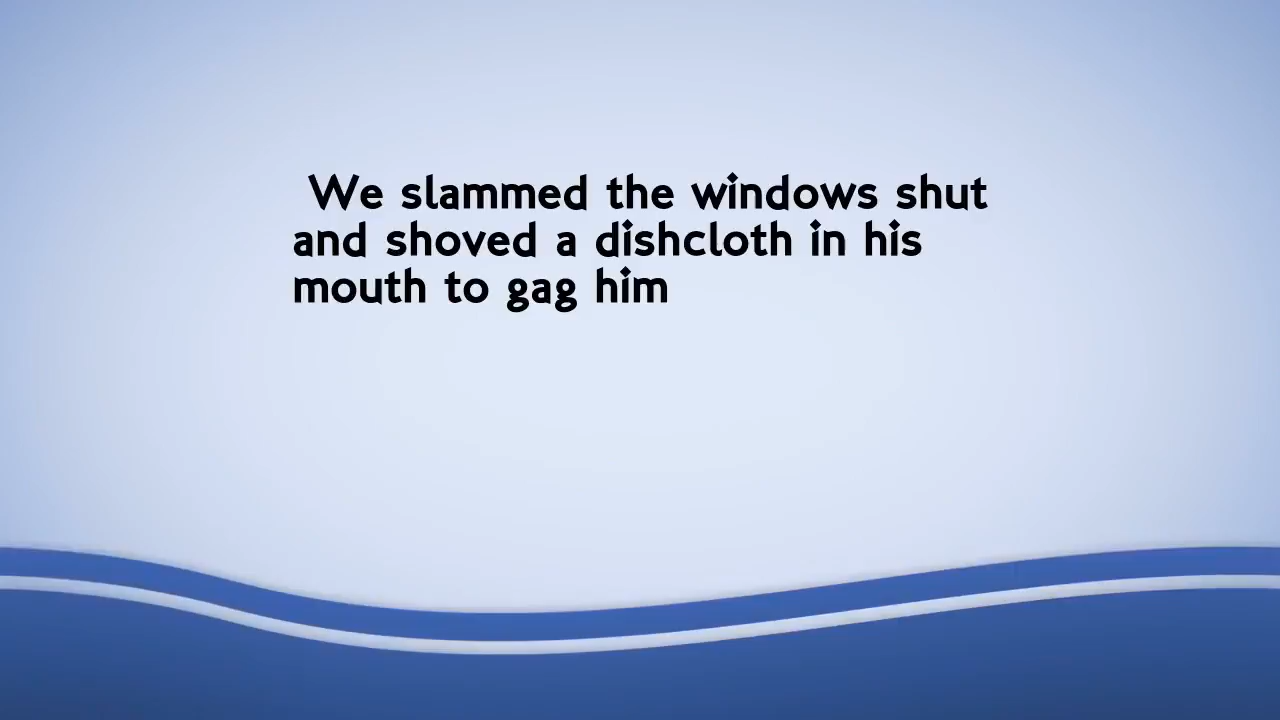 We slammed the windows shut
and shoved a dishcloth in his
mouth to gag him